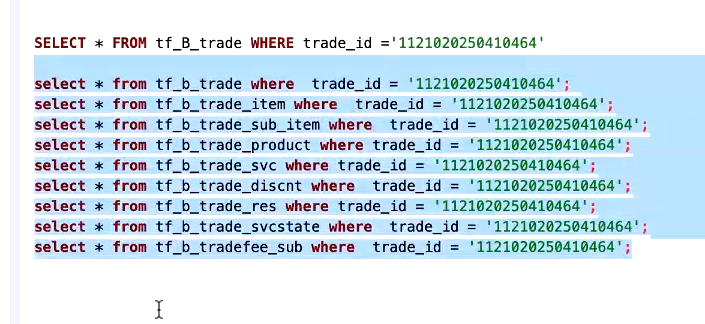 SELECT * FROM tf_B_trade WHERE trade_id ='1121020250410464'
select * from tf_b_trade where  trade_id = '1121020250410464';
select * from tf_b_trade_item where  trade_id = '1121020250410464';
select * from tf_b_trade_sub_item where  trade_id = '1121020250410464';
select * from tf_b_trade_product where trade_id = '1121020250410464';
select * from tf_b_trade_svc where trade_id = '1121020250410464';
select * from tf_b_trade_discnt where  trade_id = '1121020250410464';
select * from tf_b_trade_res where trade_id = '1121020250410464';
select * from tf_b_trade_svcstate where  trade_id = '1121020250410464';
select * from tf_b_tradefee_sub where  trade_id = '1121020250410464';